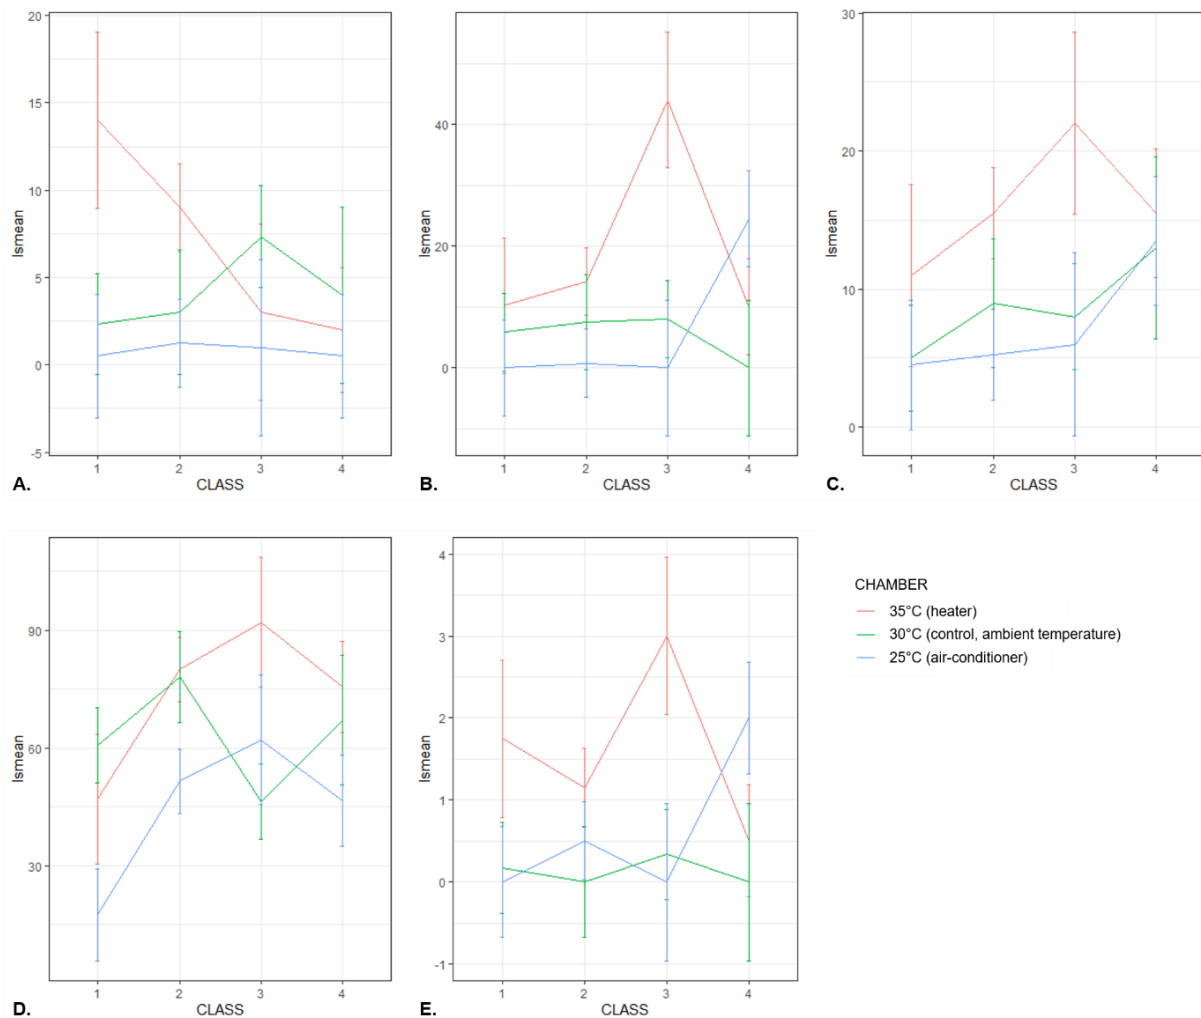 20
15
10
5
0
-5
lsmean
1 2 3 4
A. CLASS
40
20
0
lsmean
1 2 3 4
B. CLASS
30
20
10
0
lsmean
1 2 3 4
C. CLASS
90
60
30
lsmean
1 2 3 4
D. CLASS
4
3
2
1
0
-1
lsmean
1 2 3 4
E. CLASS
CHAMBER
35°C (heater)
30°C (control, ambient temperature)
25°C (air-conditioner)